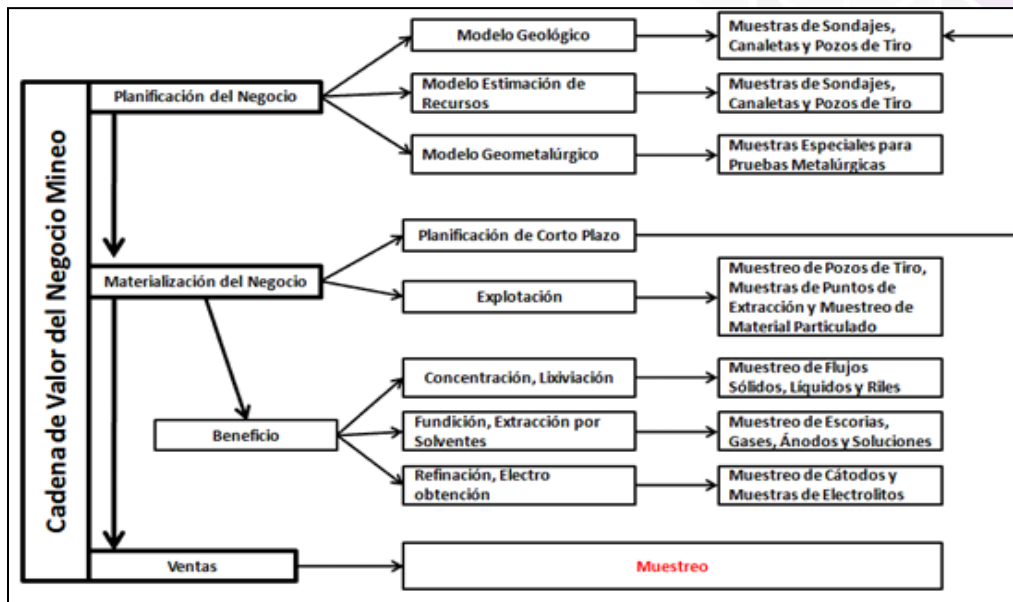 Cadena de Valor del Negocio Mineo
Planificación del Negocio
Modelo Geológico
Muestras de Sondajes,
Canaletas y Pozos de Tiro
Modelo Estimación de
Recursos
Muestras de Sondajes,
Canaletas y Pozos de Tiro
Modelo Geometalúrgico
Muestras Especiales para
Pruebas Metalúrgicas
Materialización del Negocio
Planificación de Corto Plazo
Explotación
Muestreo de Pozos de Tiro,
Muestras de Puntos de
Extracción y Muestreo de
Material Particulado
Beneficio
Concentración, Lixiviación
Muestreo de Flujos
Sólidos, Líquidos y Riles
Fundición, Extracción por
Solventes
Muestreo de Escorias,
Gases, Ánodos y Soluciones
Refinación, Electro
obtención
Muestreo de Cátodos y
Muestras de Electrolitos
Ventas
Muestreo